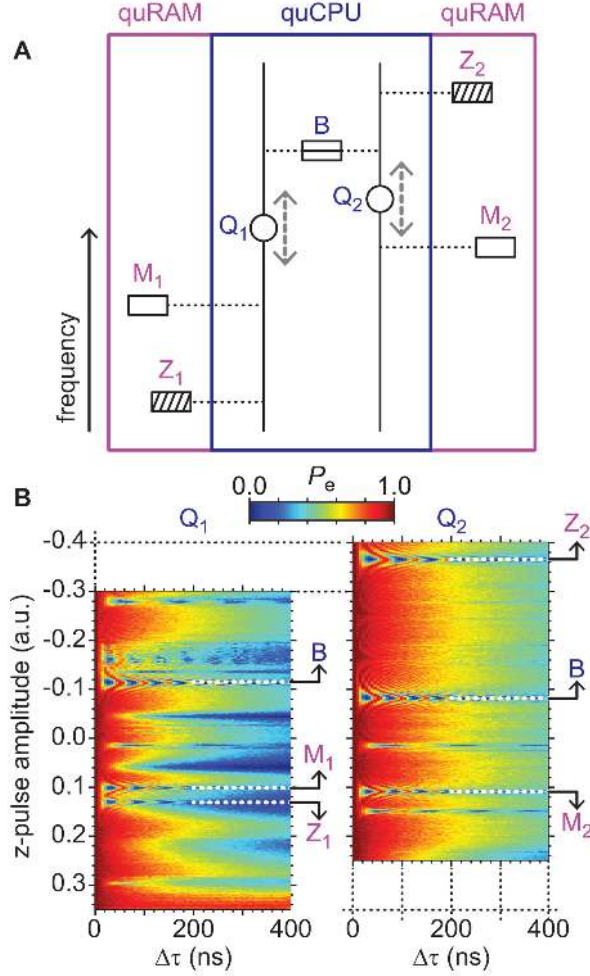 quRAM quCPU quRAM
A
Z2
B
Q2
Q1
M2
M1
Z1
frequency
B
0.0 Pe 1.0
Q1 Q2
Z2
-0.4
-0.3
-0.2
B B
-0.1
0.0
M1
0.1
M2
Z1
0.2
0.3
z-pulse amplitude (a.u.)
0 200 400 0 200 400
Δτ (ns) Δτ (ns)